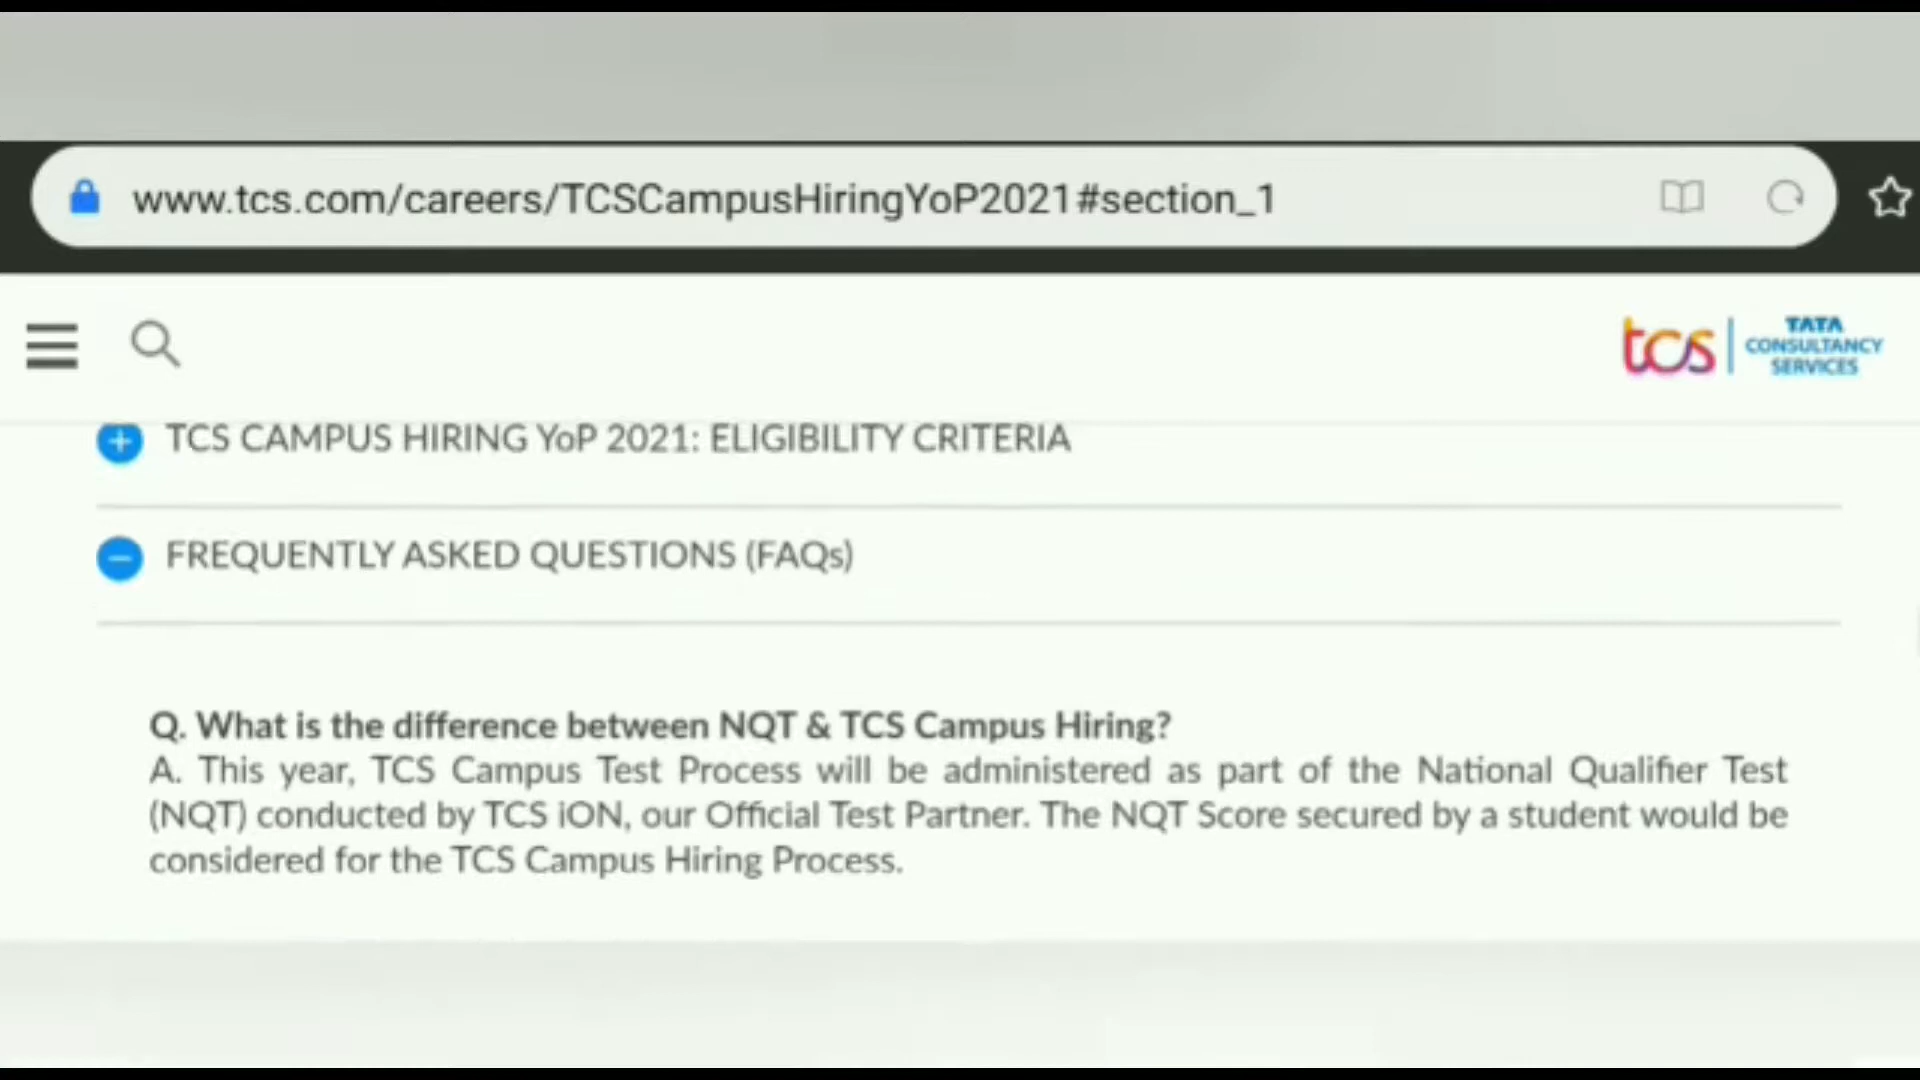 www.tcs.com/careers/TCSCampusHiringYoP2021#section_1
tcs
TATA
CONSULTANCY
SERVICES
TCS CAMPUS HIRING YoP 2021: ELIGIBILITY CRITERIA
FREQUENTLY ASKED QUESTIONS (FAQs)
Q. What is the difference between NQT & TCS Campus Hiring?
A. This year, TCS Campus Test Process will be administered as part of the National Qualifier Test
(NQT) conducted by TCS iON, our Official Test Partner. The NQT Score secured by a student would be
considered for the TCS Campus Hiring Process.